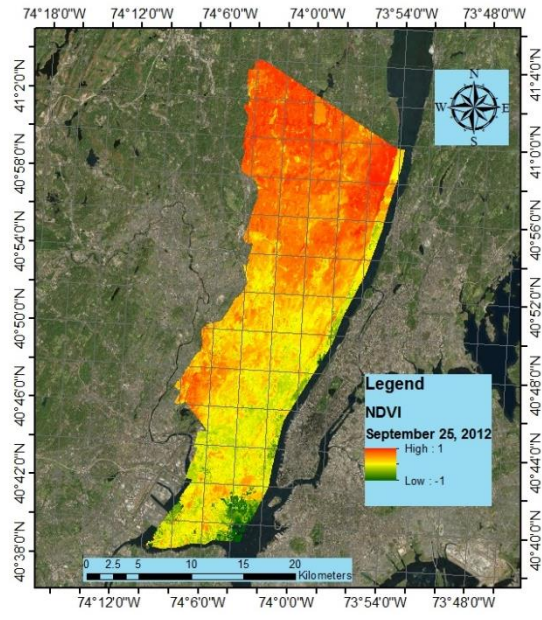 74°18'0"W 74°12'0"W 74°6'0"W 74°0'0"W 73°54'0"W 73°48'0"W
41°2'0"N
41°4'0"N
N
W E
S
40°58'0"N
41°0'0"N
40°54'0"N
40°56'0"N
40°50'0"N
40°52'0"N
40°46'0"N
40°48'0"N
Legend
NDVI
September 25, 2012
High : 1
Low : -1
40°42'0"N
40°44'0"N
40°38'0"N
40°40'0"N
0 2.5 5 10 15 20
Kilometers
74°12'0"W 74°6'0"W 74°0'0"W 73°54'0"W 73°48'0"W